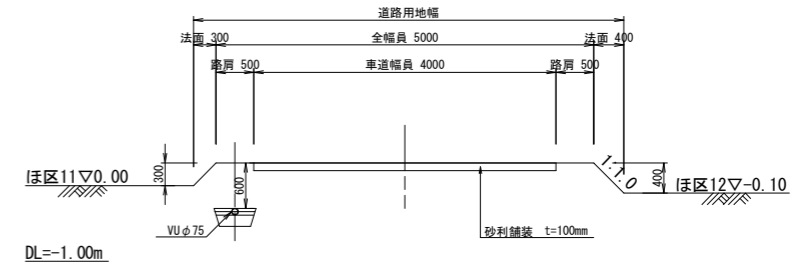 道路用地幅
法面 300
全幅員 5000
法面 400
路肩 500
車道幅員 4000
路肩 500
300
ほ区11▽0.00
600
1:1.0
400
ほ区12▽-0.10
VUφ75
砂利舗装 t=100mm
DL=-1.00m